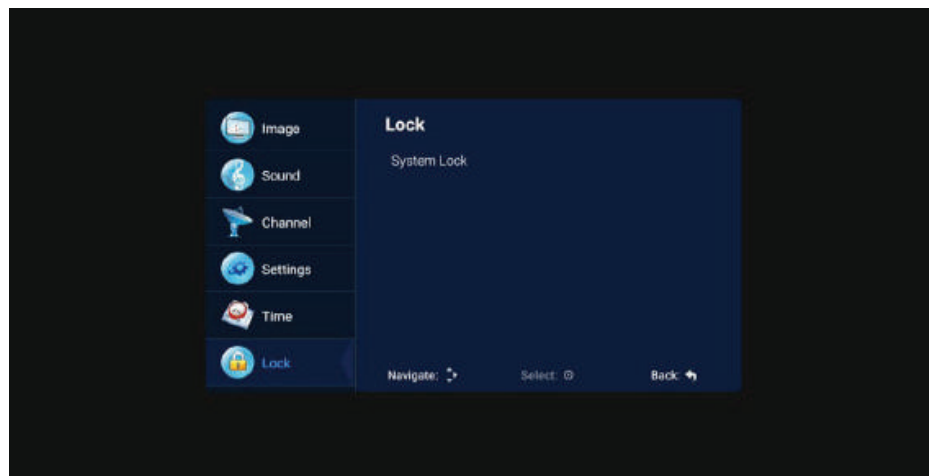 Image
Sound
Channel
Settings
Time
Lock
Lock
System Lock
Navigate:
Select:
Back: